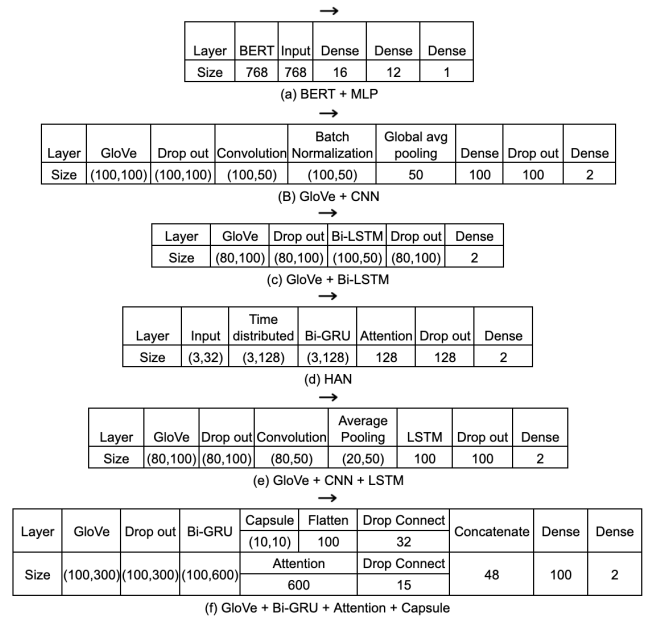 →
Layer BERT Input Dense Dense Dense
Size 768 768 16 12 1
(a) BERT + MLP
→
Layer GloVe Drop out Convolution Batch Normalization Global avg pooling Dense Drop out Dense
Size (100,100) (100,100) (100,50) (100,50) 50 100 100 2
(B) GloVe + CNN
→
Layer GloVe Drop out Bi-LSTM Drop out Dense
Size (80,100) (80,100) (100,50) (80,100) 2
(c) GloVe + Bi-LSTM
→
Layer Input Time distributed Bi-GRU Attention Drop out Dense
Size (3,32) (3,128) (3,128) 128 128 2
(d) HAN
→
Layer GloVe Drop out Convolution Average Pooling LSTM Drop out Dense
Size (80,100) (80,100) (80,50) (20,50) 100 100 2
(e) GloVe + CNN + LSTM
→
Layer GloVe Drop out Bi-GRU Capsule Flatten Drop Connect Concatenate Dense Dense
(10,10) 100 32
Size (100,300) (100,300) (100,600) Attention Drop Connect 48 100 2
600 15
(f) GloVe + Bi-GRU + Attention + Capsule